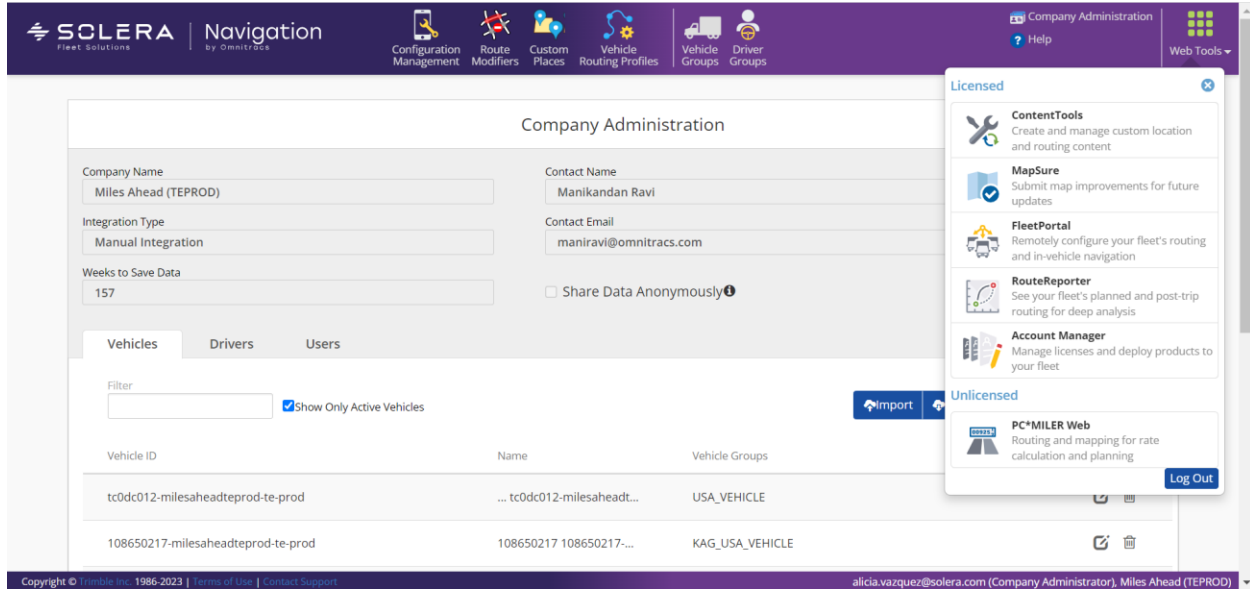 SOLERA
Fleet Solutions
Navigation
by Omnitracs
Configuration
Management
Route
Modifiers
Custom
Places
Vehicle
Routing Profiles
Vehicle
Groups
Driver
Groups
Company Administration
Help
Web Tools
Company Administration
Company Name
Miles Ahead (TEPROD)
Contact Name
Manikandan Ravi
Integration Type
Manual Integration
Contact Email
maniravi@omnitracs.com
Weeks to Save Data
157
Share Data Anonymously
Vehicles
Drivers
Users
Filter
Show Only Active Vehicles
Import
Vehicle ID
Name
Vehicle Groups
tc0dc012-milesaheadteprod-te-prod
... tc0dc012-milesaheadt...
USA_VEHICLE
108650217-milesaheadteprod-te-prod
108650217 108650217-...
KAG_USA_VEHICLE
Licensed
ContentTools
Create and manage custom location
and routing content
MapSure
Submit map improvements for future
updates
FleetPortal
Remotely configure your fleet's routing
and in-vehicle navigation
RouteReporter
See your fleet's planned and post-trip
routing for deep analysis
Account Manager
Manage licenses and deploy products to
your fleet
Unlicensed
PC*MILER Web
Routing and mapping for rate
calculation and planning
Log Out
Copyright © Trimble Inc. 1986-2023 | Terms of Use | Contact Support
alicia.vazquez@solera.com (Company Administrator), Miles Ahead (TEPROD)